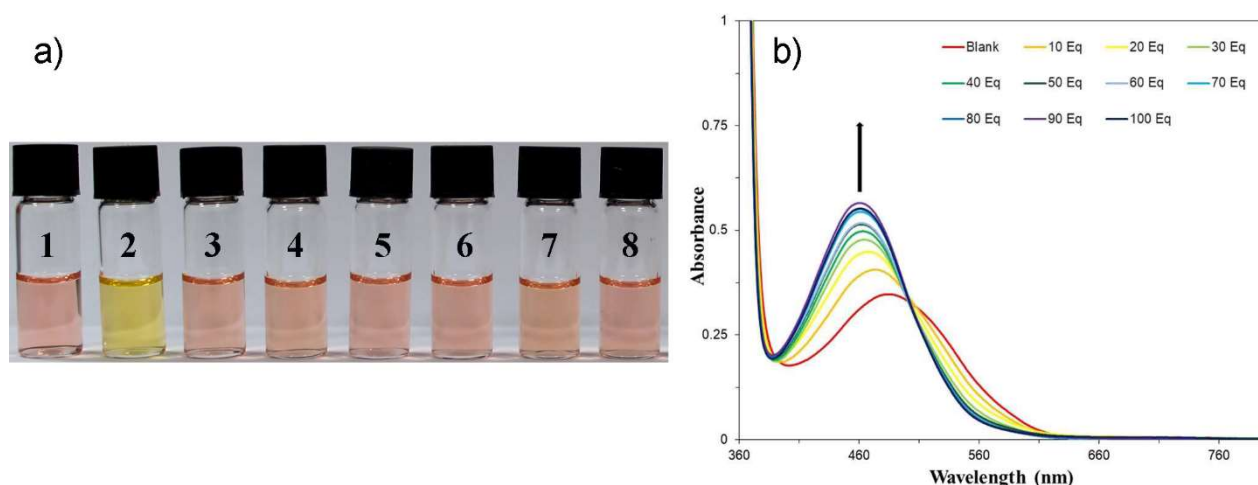 a)
1 2 3 4 5 6 7 8
b)
Blank 10 Eq 20 Eq 30 Eq
40 Eq 50 Eq 60 Eq 70 Eq
80 Eq 90 Eq 100 Eq
1
0.75
0.5
0.25
0
Absorbance
360 460 560 660 760
Wavelength (nm)